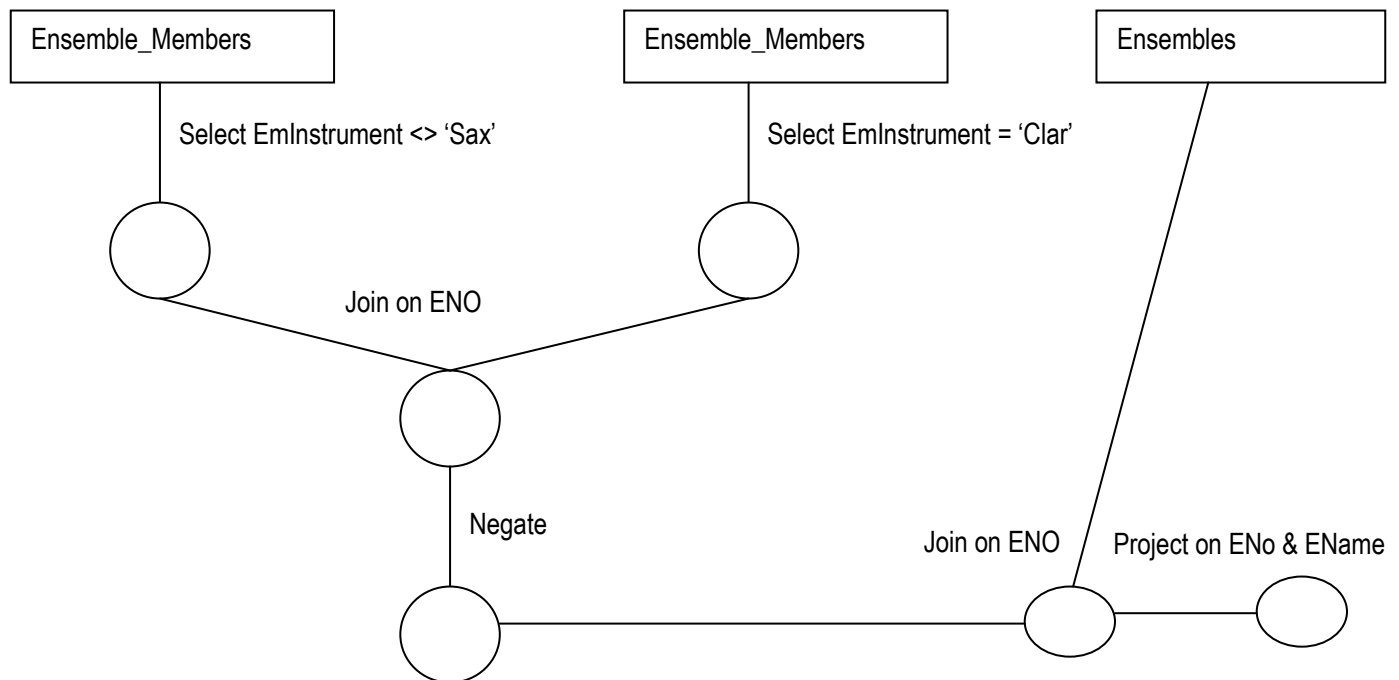 Ensemble_Members
Ensemble_Members
Ensembles
Select EmInstrument <> ‘Sax’
Select EmInstrument = ‘Clar’
Join on ENO
Negate
Join on ENO
Project on ENo & EName